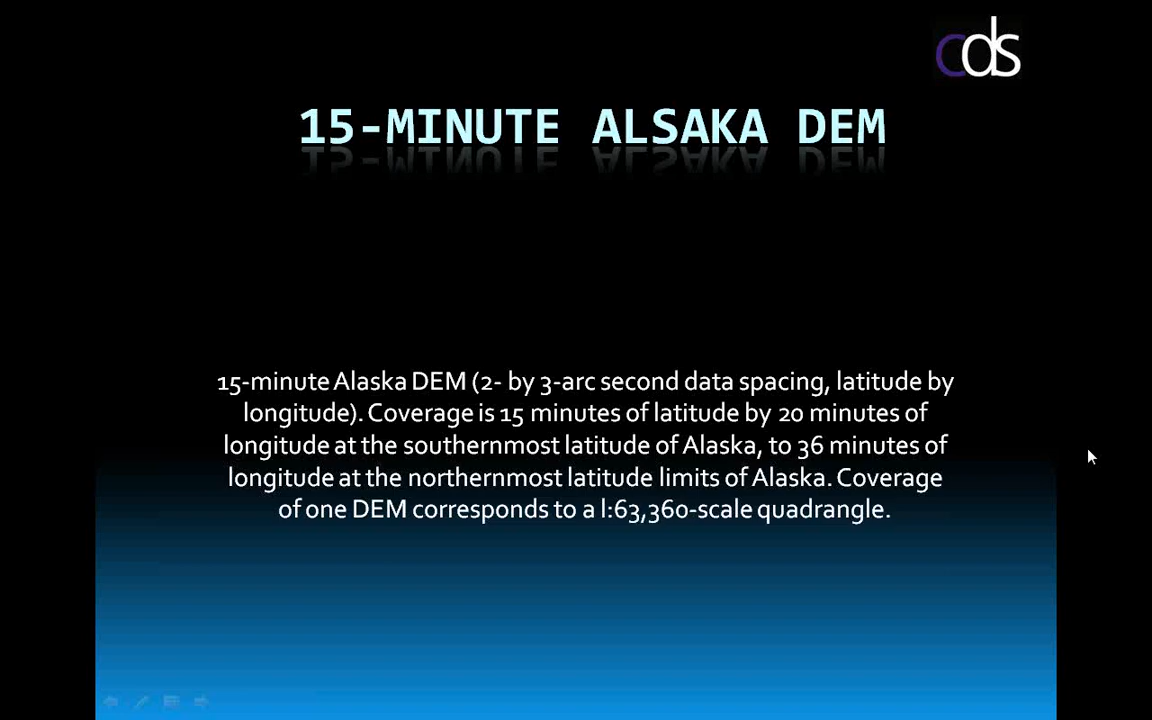 cds
15-MINUTE ALSAKA DEM
15-minute Alaska DEM (2- by 3-arc second data spacing, latitude by
longitude). Coverage is 15 minutes of latitude by 20 minutes of
longitude at the southernmost latitude of Alaska, to 36 minutes of
longitude at the northernmost latitude limits of Alaska. Coverage
of one DEM corresponds to a l:63,360-scale quadrangle.